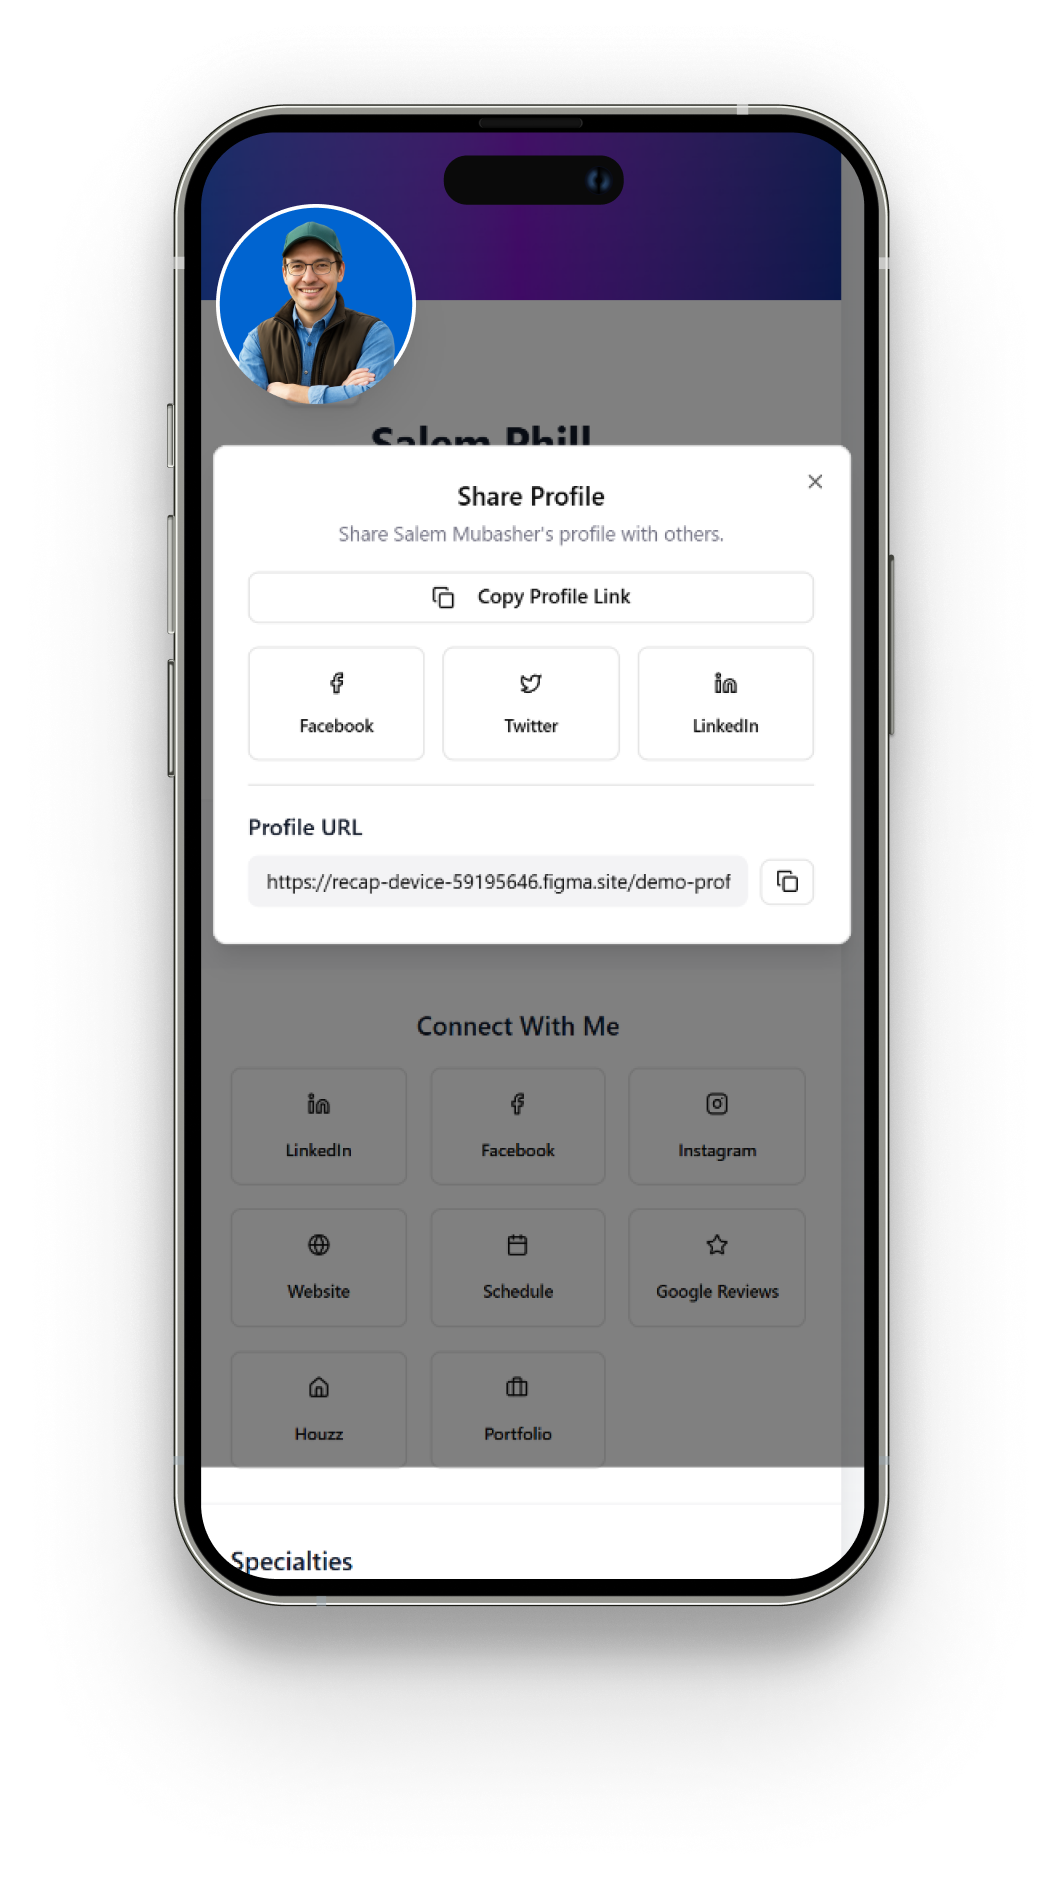 Salem Phill
Share Profile
Share Salem Mubasher's profile with others.
Copy Profile Link
Facebook
Twitter
LinkedIn
Profile URL
https://recap-device-59195646.figma.site/demo-prof
Connect With Me
LinkedIn
Facebook
Instagram
Website
Schedule
Google Reviews
Houzz
Portfolio
Specialties